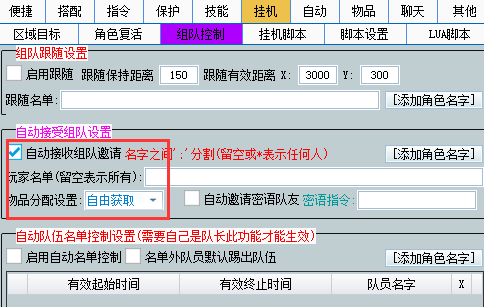 便捷 搭配 指令 保护 技能 挂机 自动 物品 聊天 其他
区域目标 角色复活 组队控制 挂机脚本 脚本设置 LUA脚本
组队跟随设置
启用跟随 跟随保持距离 150 跟随有效距离 X: 3000 Y: 300
跟随名单: [添加角色名字]
自动接受组队设置
自动接收组队邀请 名字之间';'分割(留空或*表示任何人) [添加角色名字]
玩家名单(留空表示所有):
物品分配设置: 自由获取 自动邀请密语队友 密语指令:
自动队伍名单控制设置(需要自己是队长此功能才能生效)
启用自动名单控制 名单外队员默认踢出队伍 [添加角色名字]
有效起始时间 有效终止时间 队员名字 X